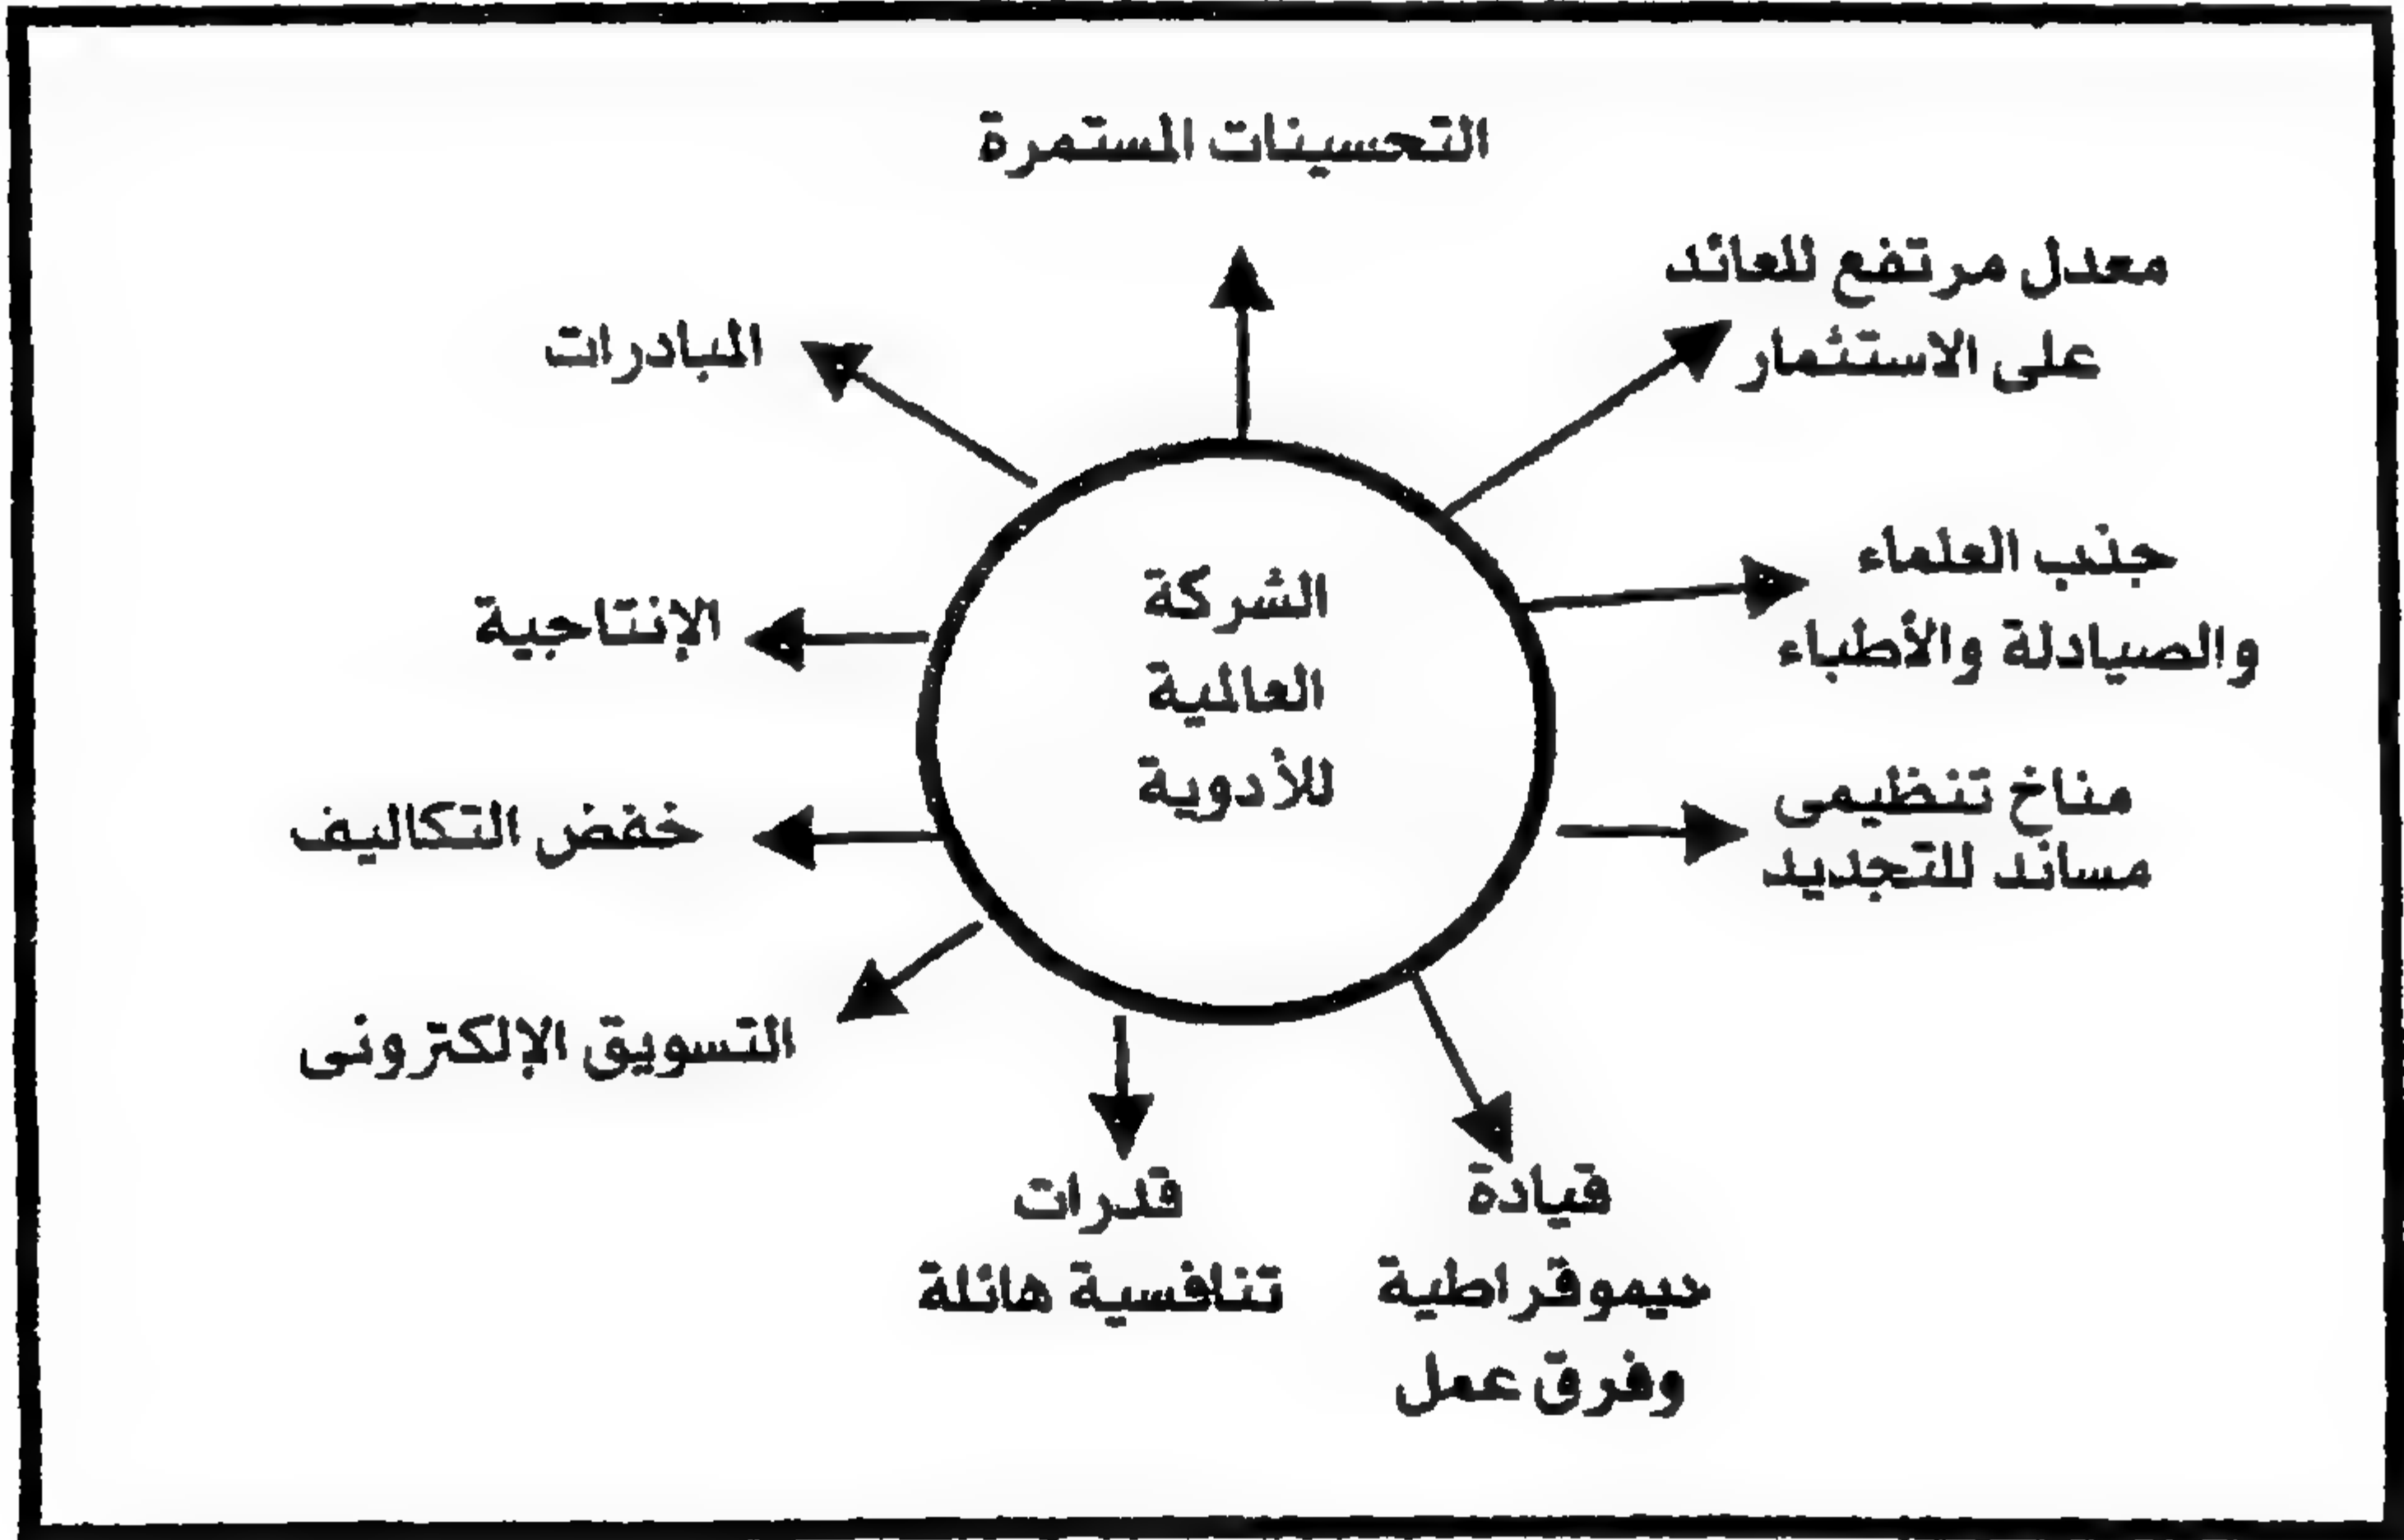 التحسينات المستمرة
معدل مرتفع للعائد
على الاستثمار
المبادرات
جذب العلماء
والصيادلة والأطباء
الشركة
العالمية
للأدوية
الإنتاجية
مناخ تنظيمى
مساند للتجديد
خفض التكاليف
التسويق الإلكترونى
قيادة
ديموقراطية
وفرق عمل
قدرات
تنافسية هائلة